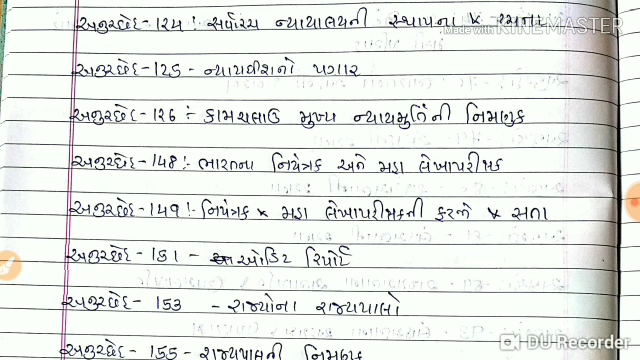 અનુચ્છેદ-124 : સર્વોચ્ચ ન્યાયાલયની સ્થાપના * રચના
Made with KINEMASTER
અનુચ્છેદ-125 - ન્યાયાધીશનો પગાર
અનુચ્છેદ-126 :- કામચલાઉ મુખ્ય ન્યાયમુર્તિની નિમણુક
અનુચ્છેદ-148 :- ભારતના નિયંત્રક અને મહા લેખાપરીક્ષક
અનુચ્છેદ-149 :- નિયંત્રક * મહા લેખાપરીક્ષકની ફરજો * સતા
અનુચ્છેદ-151 - ઓડિટ રિપોર્ટ
અનુચ્છેદ-153 - રાજ્યોના રાજ્યપાલો
અનુચ્છેદ-155 - રાજ્યપાલની નિમણુક
DU Recorder